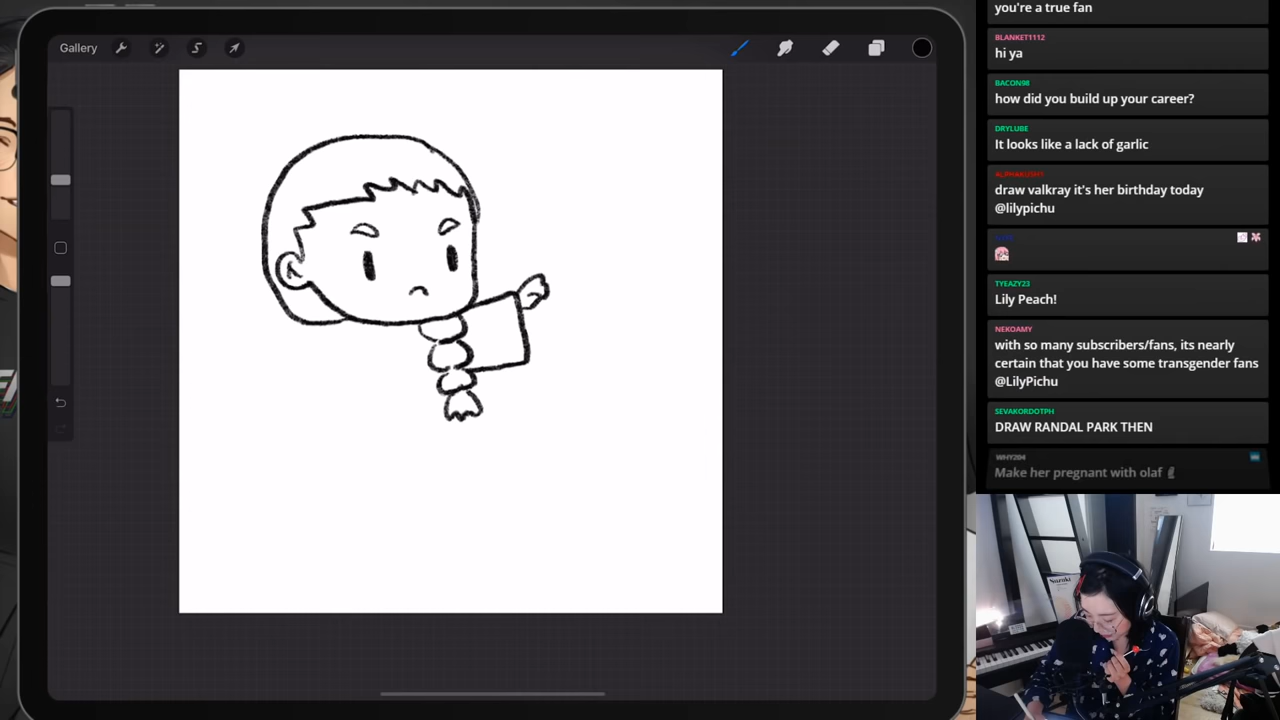 Gallery
you're a true fan
BLANKET1112
hi ya
BACON98
how did you build up your career?
DRYLUBE
It looks like a lack of garlic
ALPHAKUSHY
draw valkray it's her birthday today
@lilypichu
TYEAZY23
Lily Peach!
NEKOAMY
with so many subscribers/fans, its nearly
certain that you have some transgender fans
@LilyPichu
SEVAKORDOTPH
DRAW RANDAL PARK THEN
WHY204
Make her pregnant with olaf
Suzuki